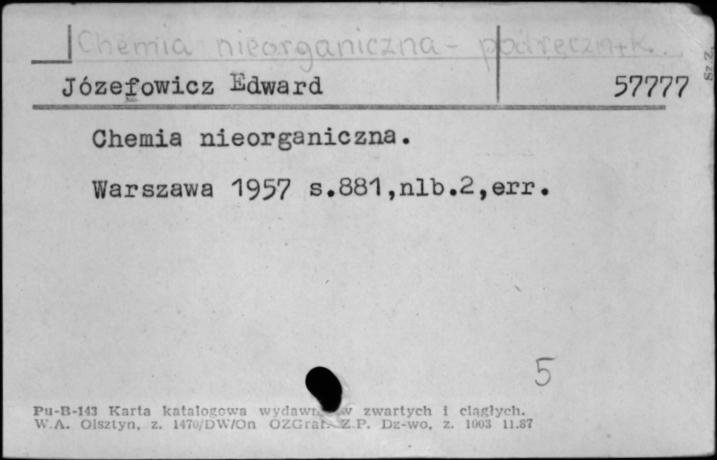 Chemia nieorganiczna - podręcznik.
Józefowicz Edward 57777
Chemia nieorganiczna.
Warszawa 1957 s.881,nlb.2,err.
5
Pu-B-143 Karta katalogowa zwartych i ciągłych.
W.A. Olsztyn, z. 1470/DW/On OZGraf. Z.P. Dz-wo, z. 1003 11.87